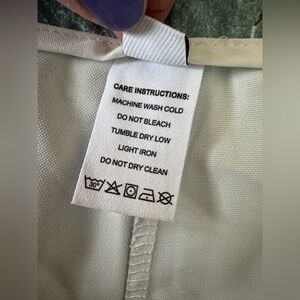 CARE INSTRUCTIONS:
MACHINE WASH COLD
DO NOT BLEACH
TUMBLE DRY LOW
LIGHT IRON
DO NOT DRY CLEAN
30°